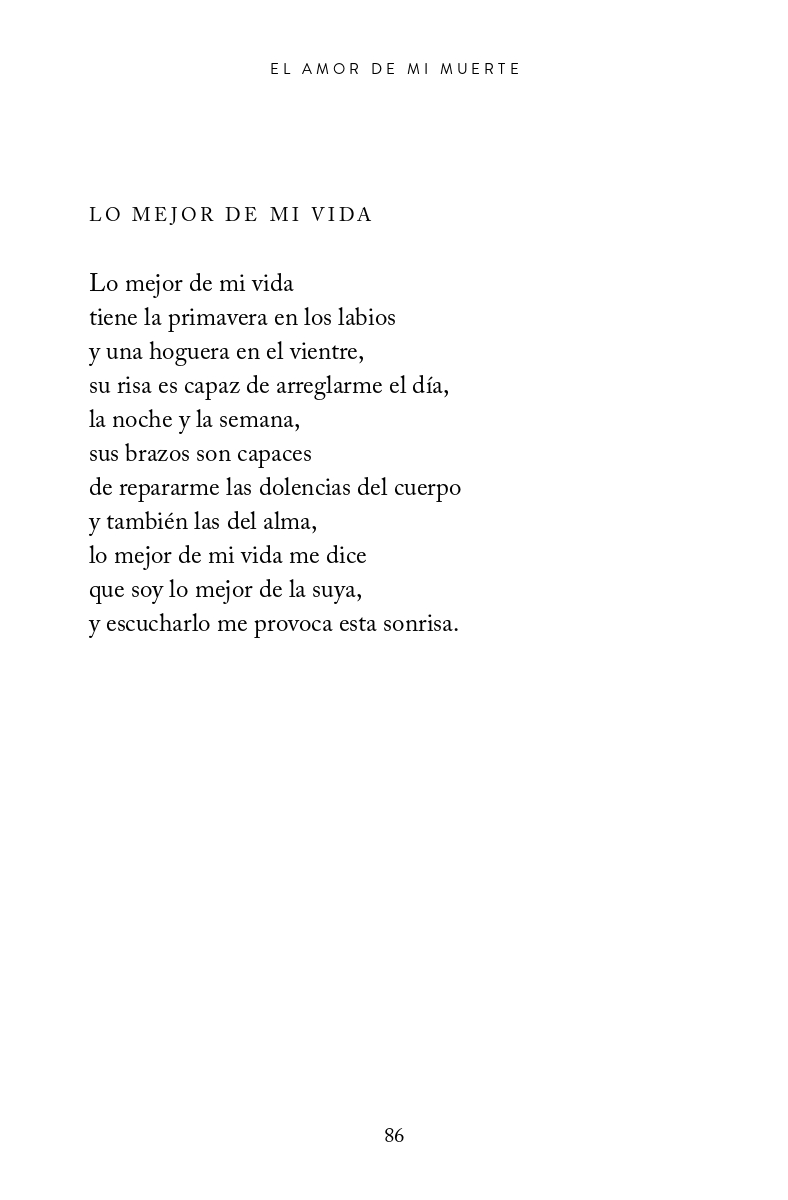 EL AMOR DE MI MUERTE
LO MEJOR DE MI VIDA
Lo mejor de mi vida
tiene la primavera en los labios
y una hoguera en el vientre,
su risa es capaz de arreglarme el día,
la noche y la semana,
sus brazos son capaces
de repararme las dolencias del cuerpo
y también las del alma,
lo mejor de mi vida me dice
que soy lo mejor de la suya,
y escucharlo me provoca esta sonrisa.
86